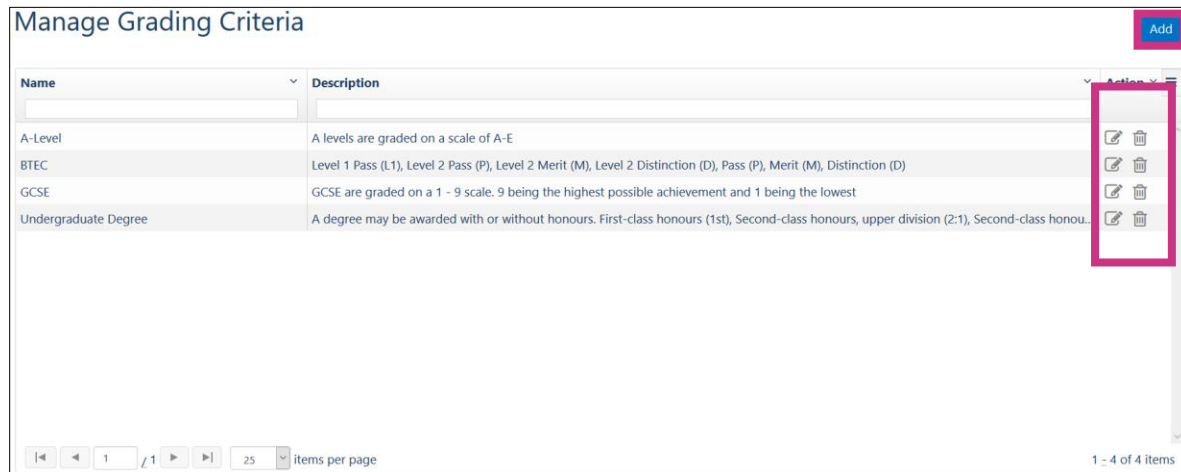 Manage Grading Criteria
Add
Name Description Action
A-Level A levels are graded on a scale of A-E
BTEC Level 1 Pass (L1), Level 2 Pass (P), Level 2 Merit (M), Level 2 Distinction (D), Pass (P), Merit (M), Distinction (D)
GCSE GCSE are graded on a 1 - 9 scale. 9 being the highest possible achievement and 1 being the lowest
Undergraduate Degree A degree may be awarded with or without honours. First-class honours (1st), Second-class honours, upper division (2:1), Second-class honou...
1 / 1 25 items per page 1 - 4 of 4 items